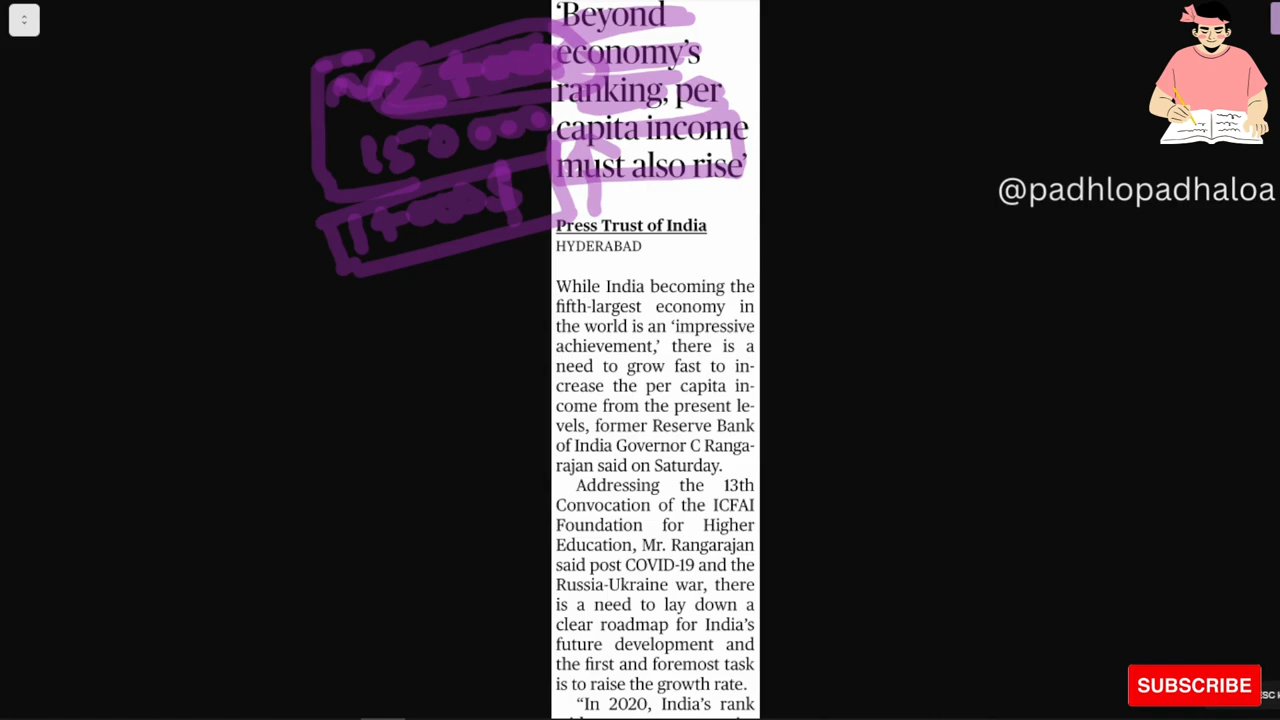 ‘Beyond
economy’s
ranking, per
capita income
must also rise’
150
Press Trust of India
HYDERABAD
While India becoming the
fifth-largest economy in
the world is an ‘impressive
achievement,’ there is a
need to grow fast to in-
crease the per capita in-
come from the present le-
vels, former Reserve Bank
of India Governor C Ranga-
rajan said on Saturday.
Addressing the 13th
Convocation of the ICFAI
Foundation for Higher
Education, Mr. Rangarajan
said post COVID-19 and the
Russia-Ukraine war, there
is a need to lay down a
clear roadmap for India’s
future development and
the first and foremost task
is to raise the growth rate.
“In 2020, India’s rank
@padhlopadhaloa
SUBSCRIBE